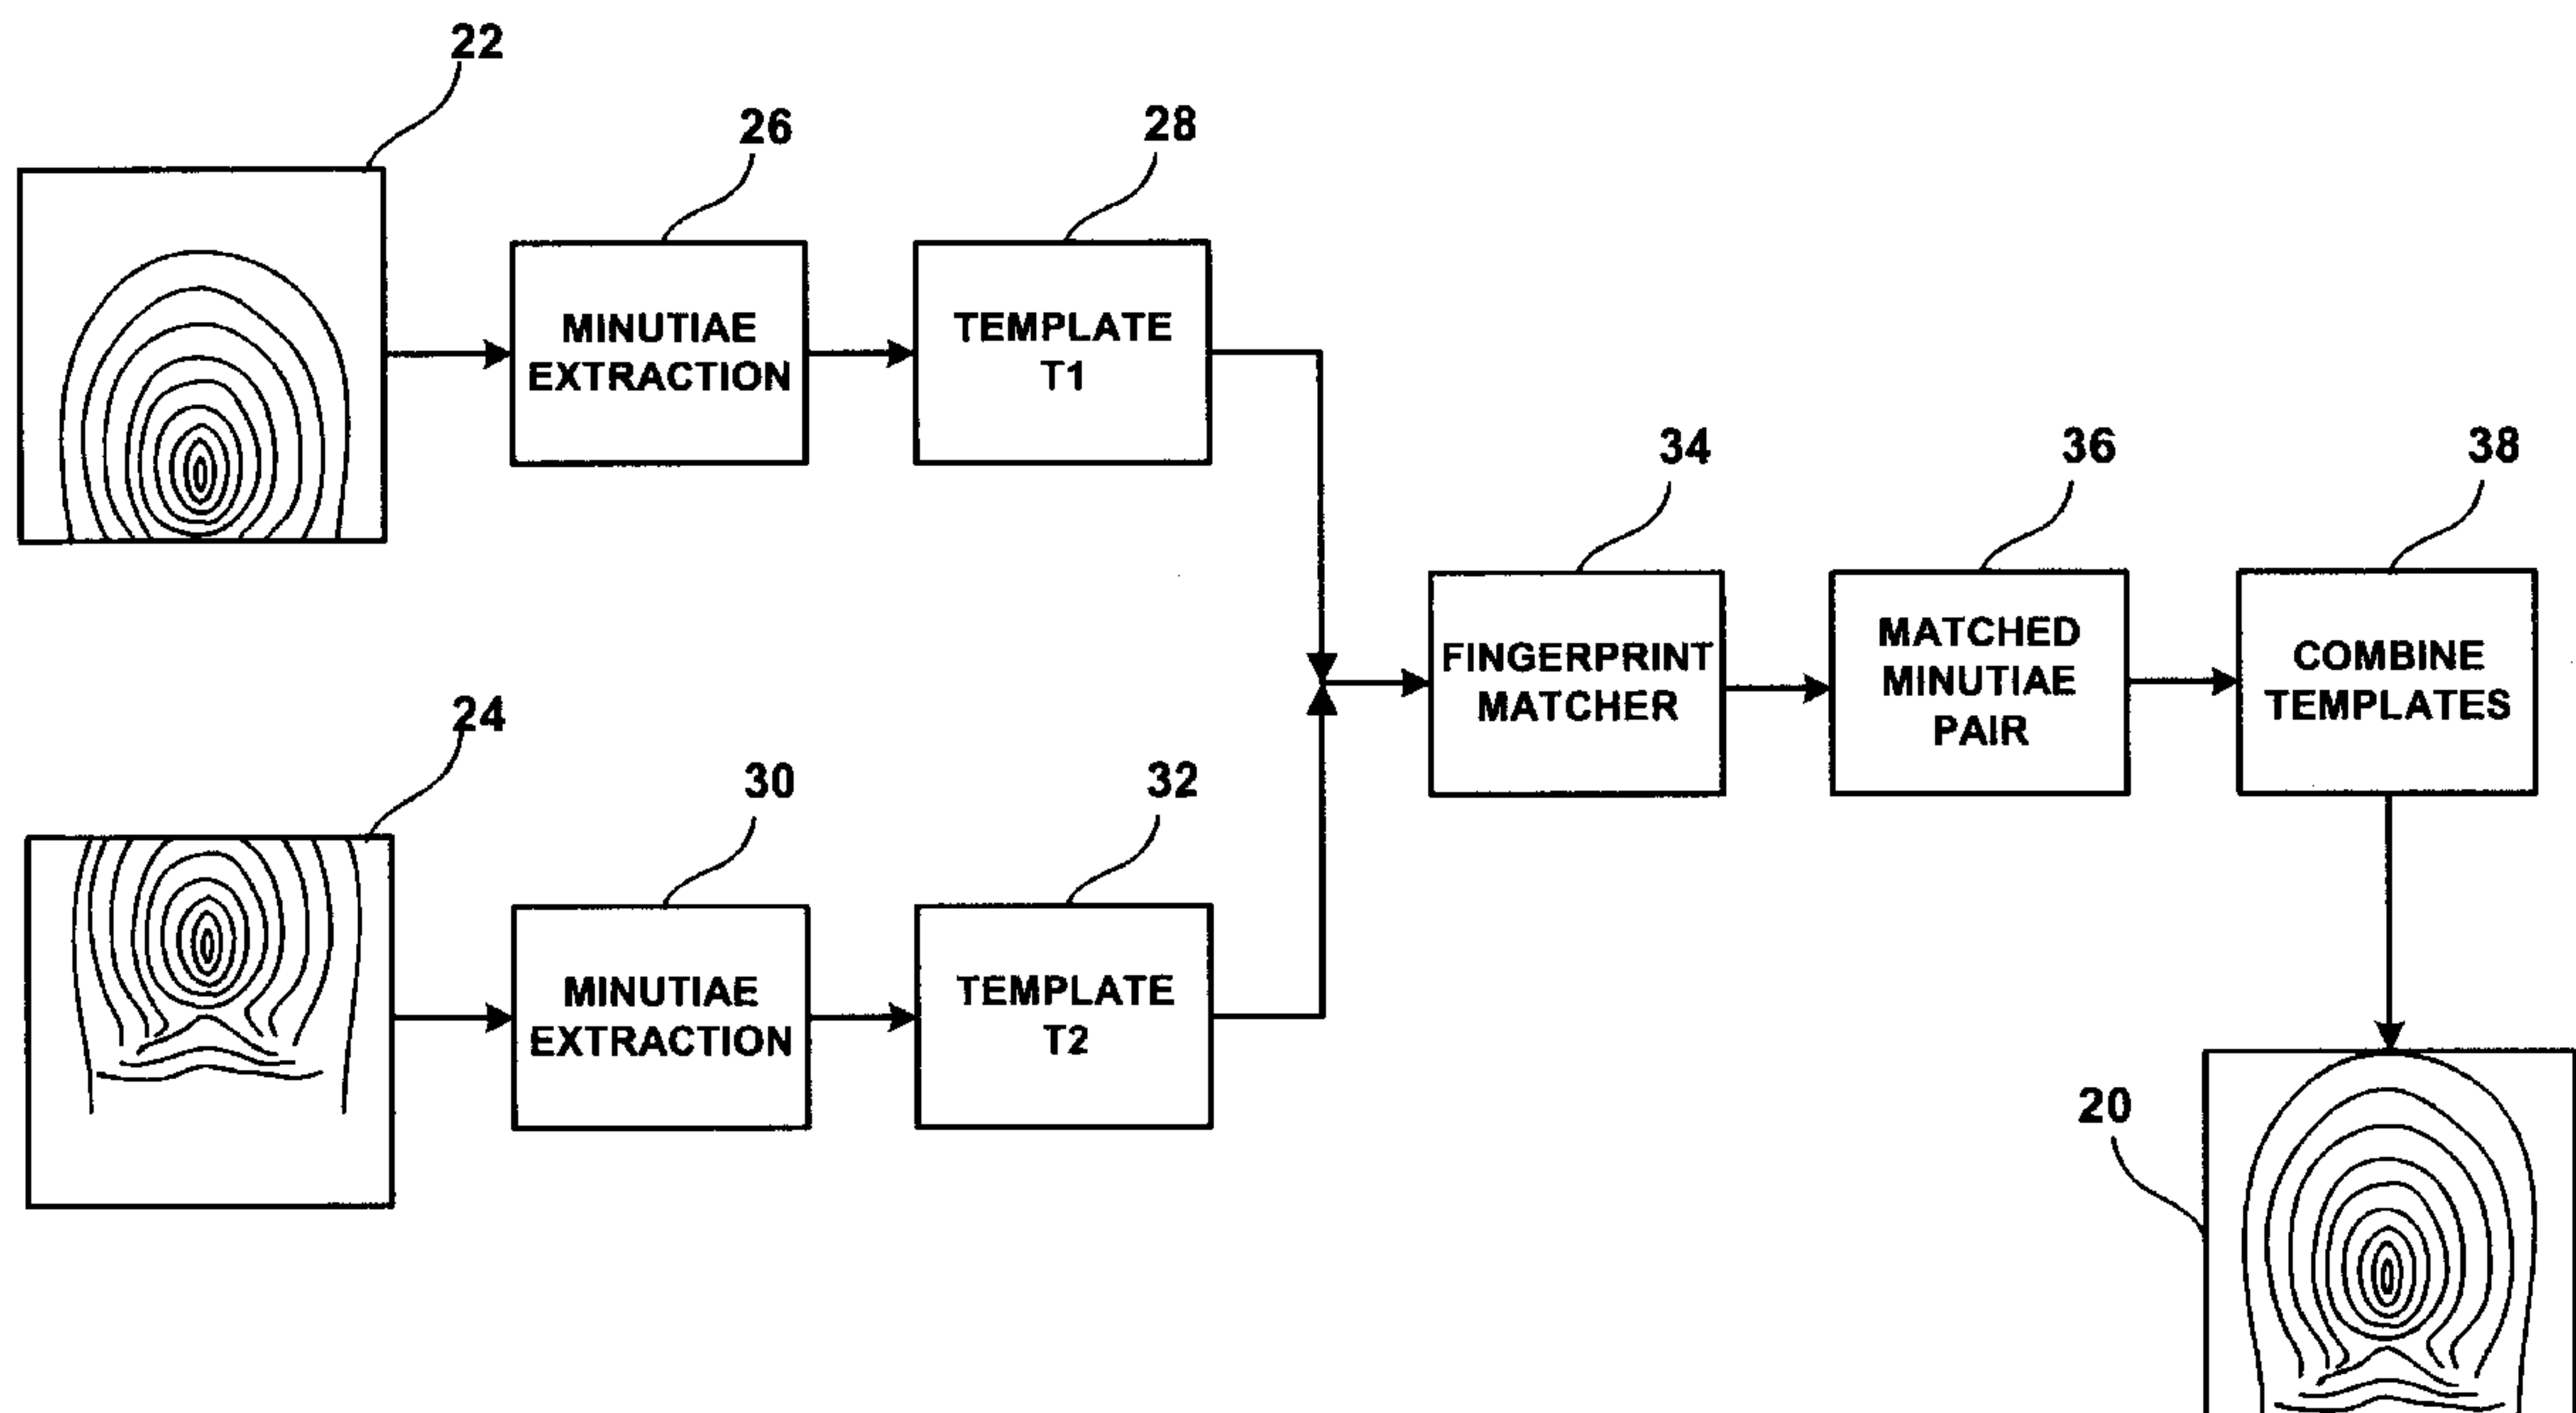 22
26
28
MINUTIAE
EXTRACTION
TEMPLATE
T1
34
36
38
FINGERPRINT
MATCHER
MATCHED
MINUTIAE
PAIR
COMBINE
TEMPLATES
24
30
32
MINUTIAE
EXTRACTION
TEMPLATE
T2
20